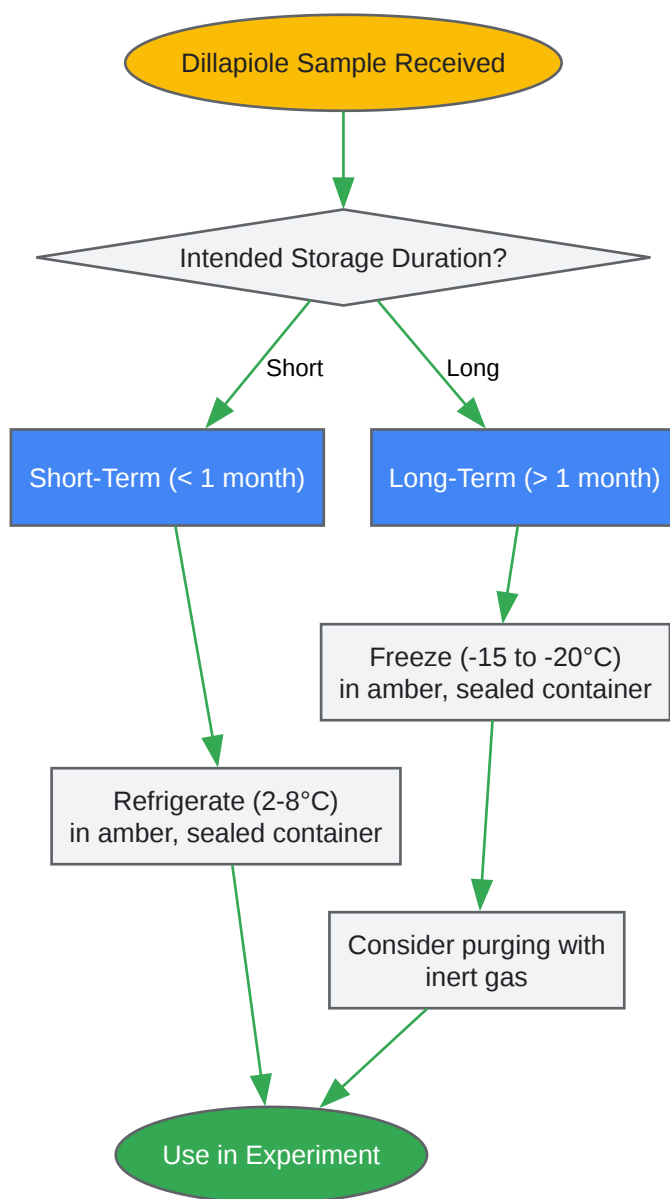 Dillapiole Sample Received
Intended Storage Duration?
Short
Long
Short-Term (< 1 month)
Long-Term (> 1 month)
Freeze (-15 to -20°C)
in amber, sealed container
Refrigerate (2-8°C)
in amber, sealed container
Consider purging with
inert gas
Use in Experiment